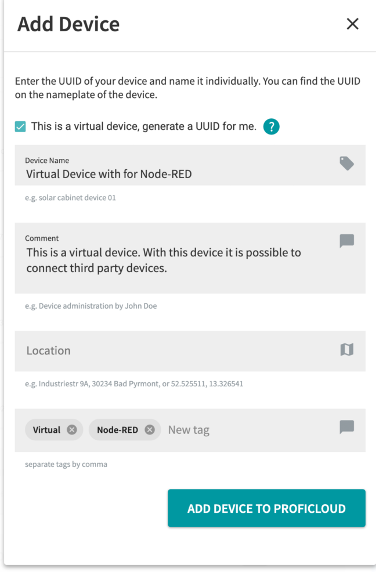 Add Device
Enter the UUID of your device and name it individually. You can find the UUID
on the nameplate of the device.
This is a virtual device, generate a UUID for me. ?
Device Name
Virtual Device with for Node-RED
e.g. solar cabinet device 01
Comment
This is a virtual device. With this device it is possible to
connect third party devices.
e.g. Device administration by John Doe
Location
e.g. Industriestr 9A, 30234 Bad Pyrmont, or 52.525511, 13.326541
Virtual Node-RED New tag
separate tags by comma
ADD DEVICE TO PROFICLOUD